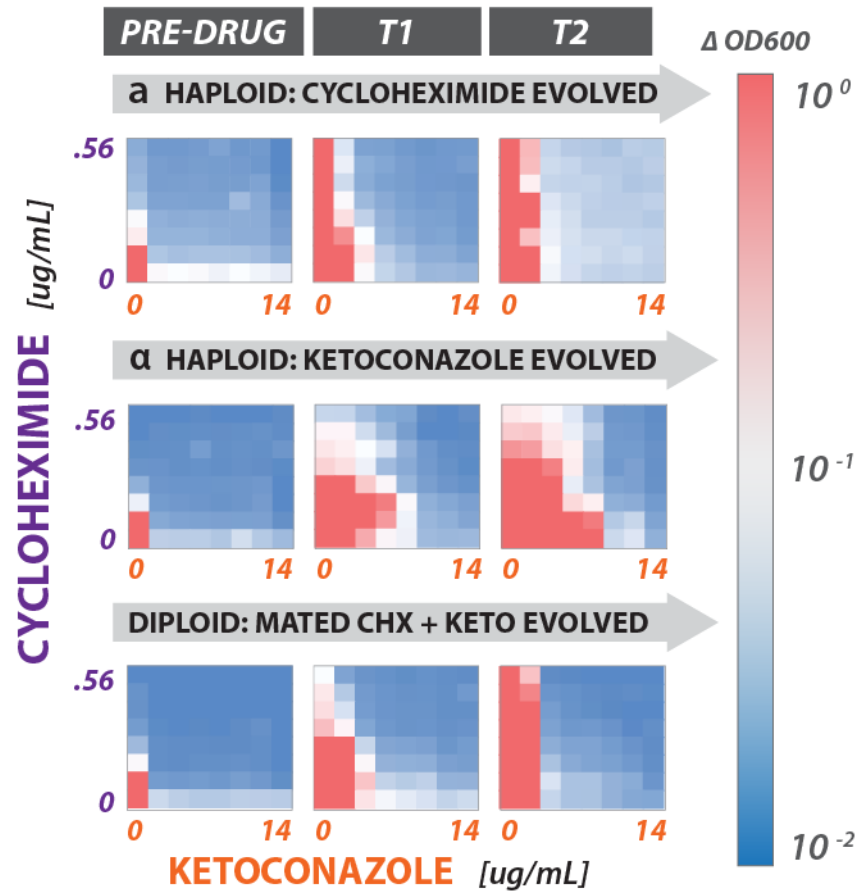 PRE-DRUG T1 T2
Δ OD600
a HAPLOID: CYCLOHEXIMIDE EVOLVED
10 0
.56
0
0 14 0 14 0 14
α HAPLOID: KETOCONAZOLE EVOLVED
.56
10 -1
0
0 14 0 14 0 14
DIPLOID: MATED CHX + KETO EVOLVED
.56
0
0 14 0 14 0 14
10 -2
CYCLOHEXIMIDE [ug/mL]
KETOCONAZOLE [ug/mL]